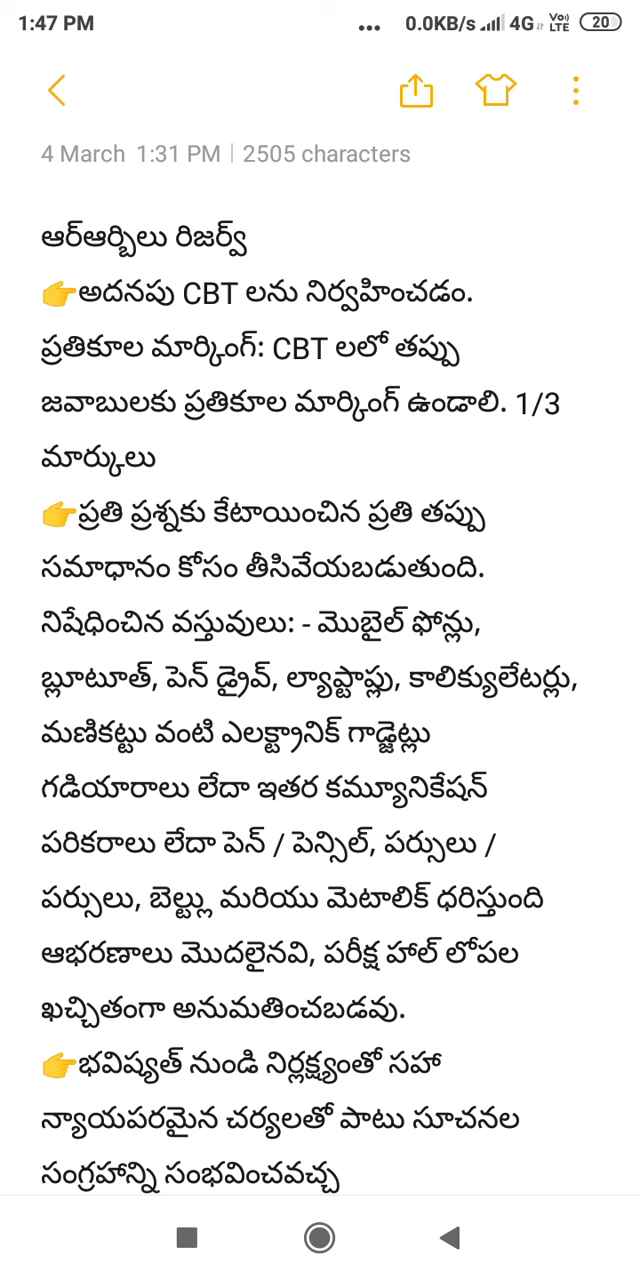 1:47 PM ... 0.0KB/s 4G Vo)) LTE 20
4 March 1:31 PM | 2505 characters
ఆర్ఆర్బిలు రిజర్వ్
👉అదనపు CBT లను నిర్వహించడం.
ప్రతికూల మార్కింగ్: CBT లలో తప్పు
జవాబులకు ప్రతికూల మార్కింగ్ ఉండాలి. 1/3
మార్కులు
👉ప్రతి ప్రశ్నకు కేటాయించిన ప్రతి తప్పు
సమాధానం కోసం తీసివేయబడుతుంది.
నిషేధించిన వస్తువులు: - మొబైల్ ఫోన్లు,
బ్లూటూత్, పెన్ డ్రైవ్, ల్యాప్టాప్లు, కాలిక్యులేటర్లు,
మణికట్టు వంటి ఎలక్ట్రానిక్ గాడ్జెట్లు
గడియారాలు లేదా ఇతర కమ్యూనికేషన్
పరికరాలు లేదా పెన్ / పెన్సిల్, పర్సులు /
పర్సులు, బెల్ట్లు మరియు మెటాలిక్ ధరిస్తుంది
ఆభరణాలు మొదలైనవి, పరీక్ష హాల్ లోపల
ఖచ్చితంగా అనుమతించబడవు.
👉భవిష్యత్ నుండి నిర్లక్ష్యంతో సహా
న్యాయపరమైన చర్యలతో పాటు సూచనల
సంగ్రహాన్ని సంభవించవచ్చ